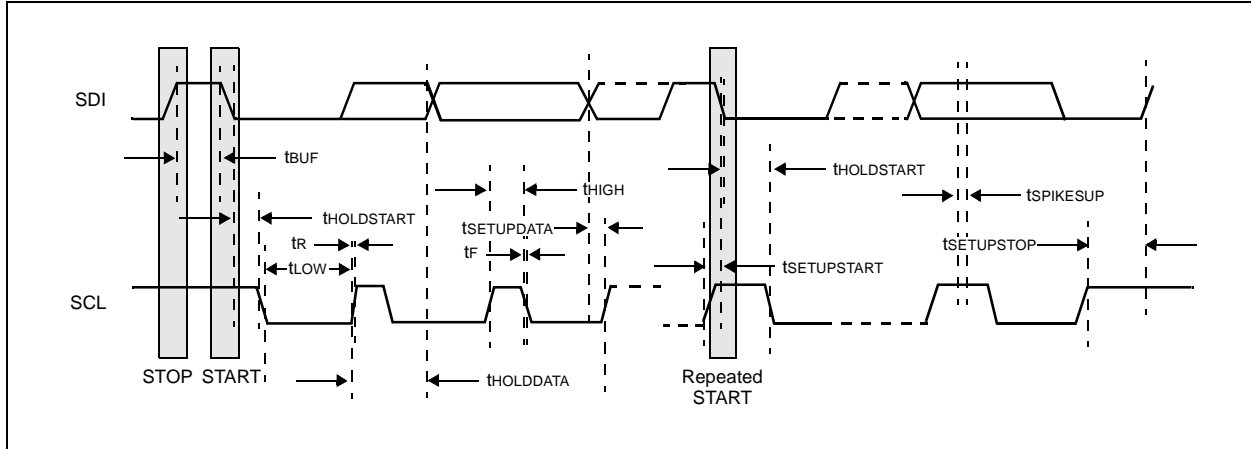 SDI
tBUF
tHIGH
tHOLDSTART
tSPIKESUP
tHOLDSTART
tSETUPDATA
tSETUPSTOP
tR
tF
tLOW
tSETUPSTART
SCL
STOP
START
tHOLDDATA
Repeated
START